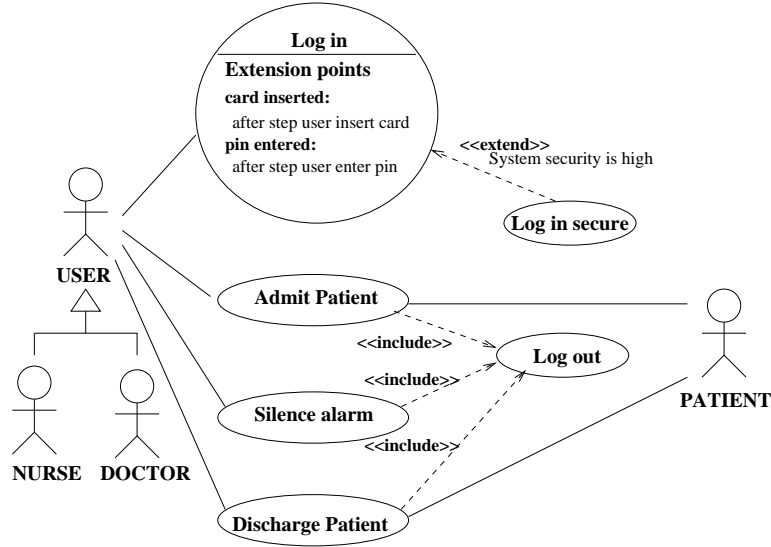 Log in
Extension points
card inserted:
after step user insert card
pin entered:
after step user enter pin
<<extend>>
System security is high
Log in secure
USER
Admit Patient
<<include>>
Log out
<<include>>
Silence alarm
PATIENT
<<include>>
NURSE
DOCTOR
Discharge Patient